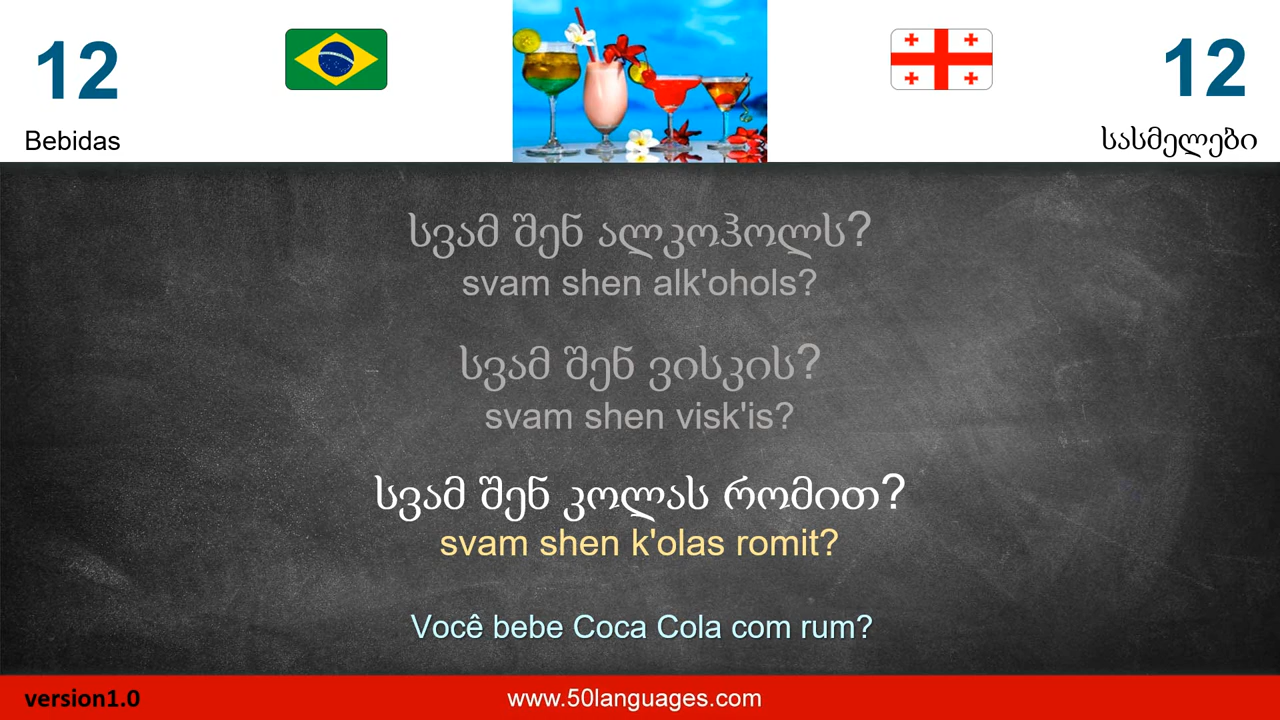 12
12
Bebidas
სასმელები
სვამ შენ ალკოჰოლს?
svam shen alk'ohols?
სვამ შენ ვისკის?
svam shen visk'is?
სვამ შენ კოლას რომით?
svam shen k'olas romit?
Você bebe Coca Cola com rum?
version1.0
www.50languages.com